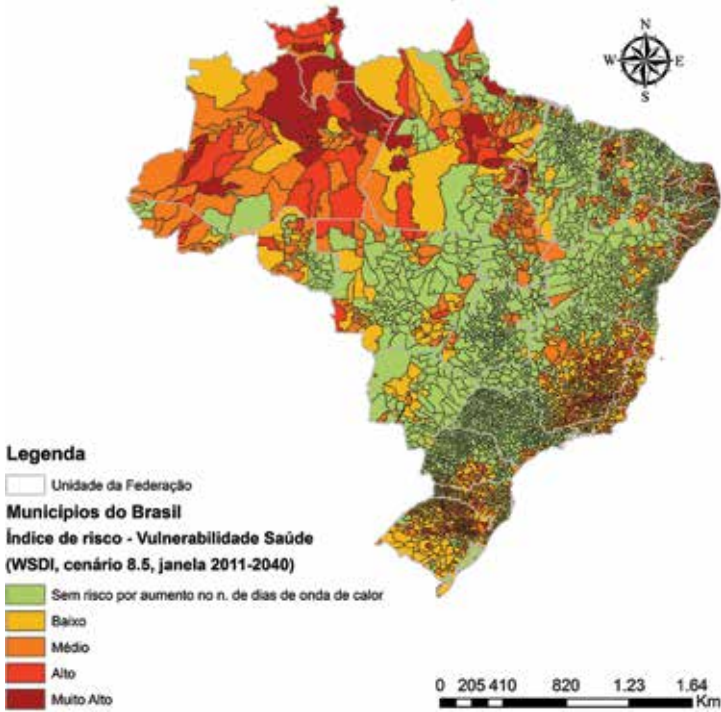 N
W E
S
Legenda
Unidade da Federação
Municípios do Brasil
Índice de risco - Vulnerabilidade Saúde
(WSDI, cenário 8.5, janela 2011-2040)
Sem risco por aumento no n. de dias de onda de calor
Baixo
Médio
Alto
Muito Alto
0 205 410 820 1.23 1.64
Km